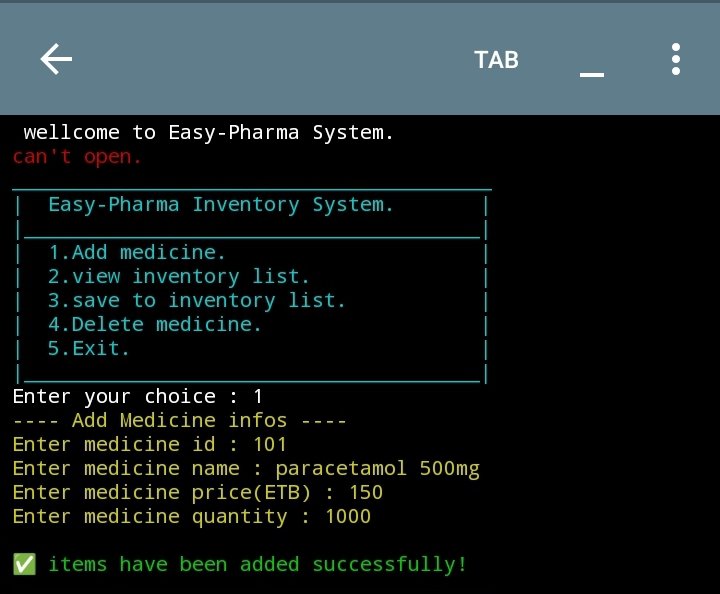 TAB
wellcome to Easy-Pharma System.
can't open.
Easy-Pharma Inventory System.
1.Add medicine.
2.view inventory list.
3.save to inventory list.
4.Delete medicine.
5.Exit.
Enter your choice : 1
---- Add Medicine infos ----
Enter medicine id : 101
Enter medicine name : paracetamol 500mg
Enter medicine price(ETB) : 150
Enter medicine quantity : 1000
✅ items have been added successfully!